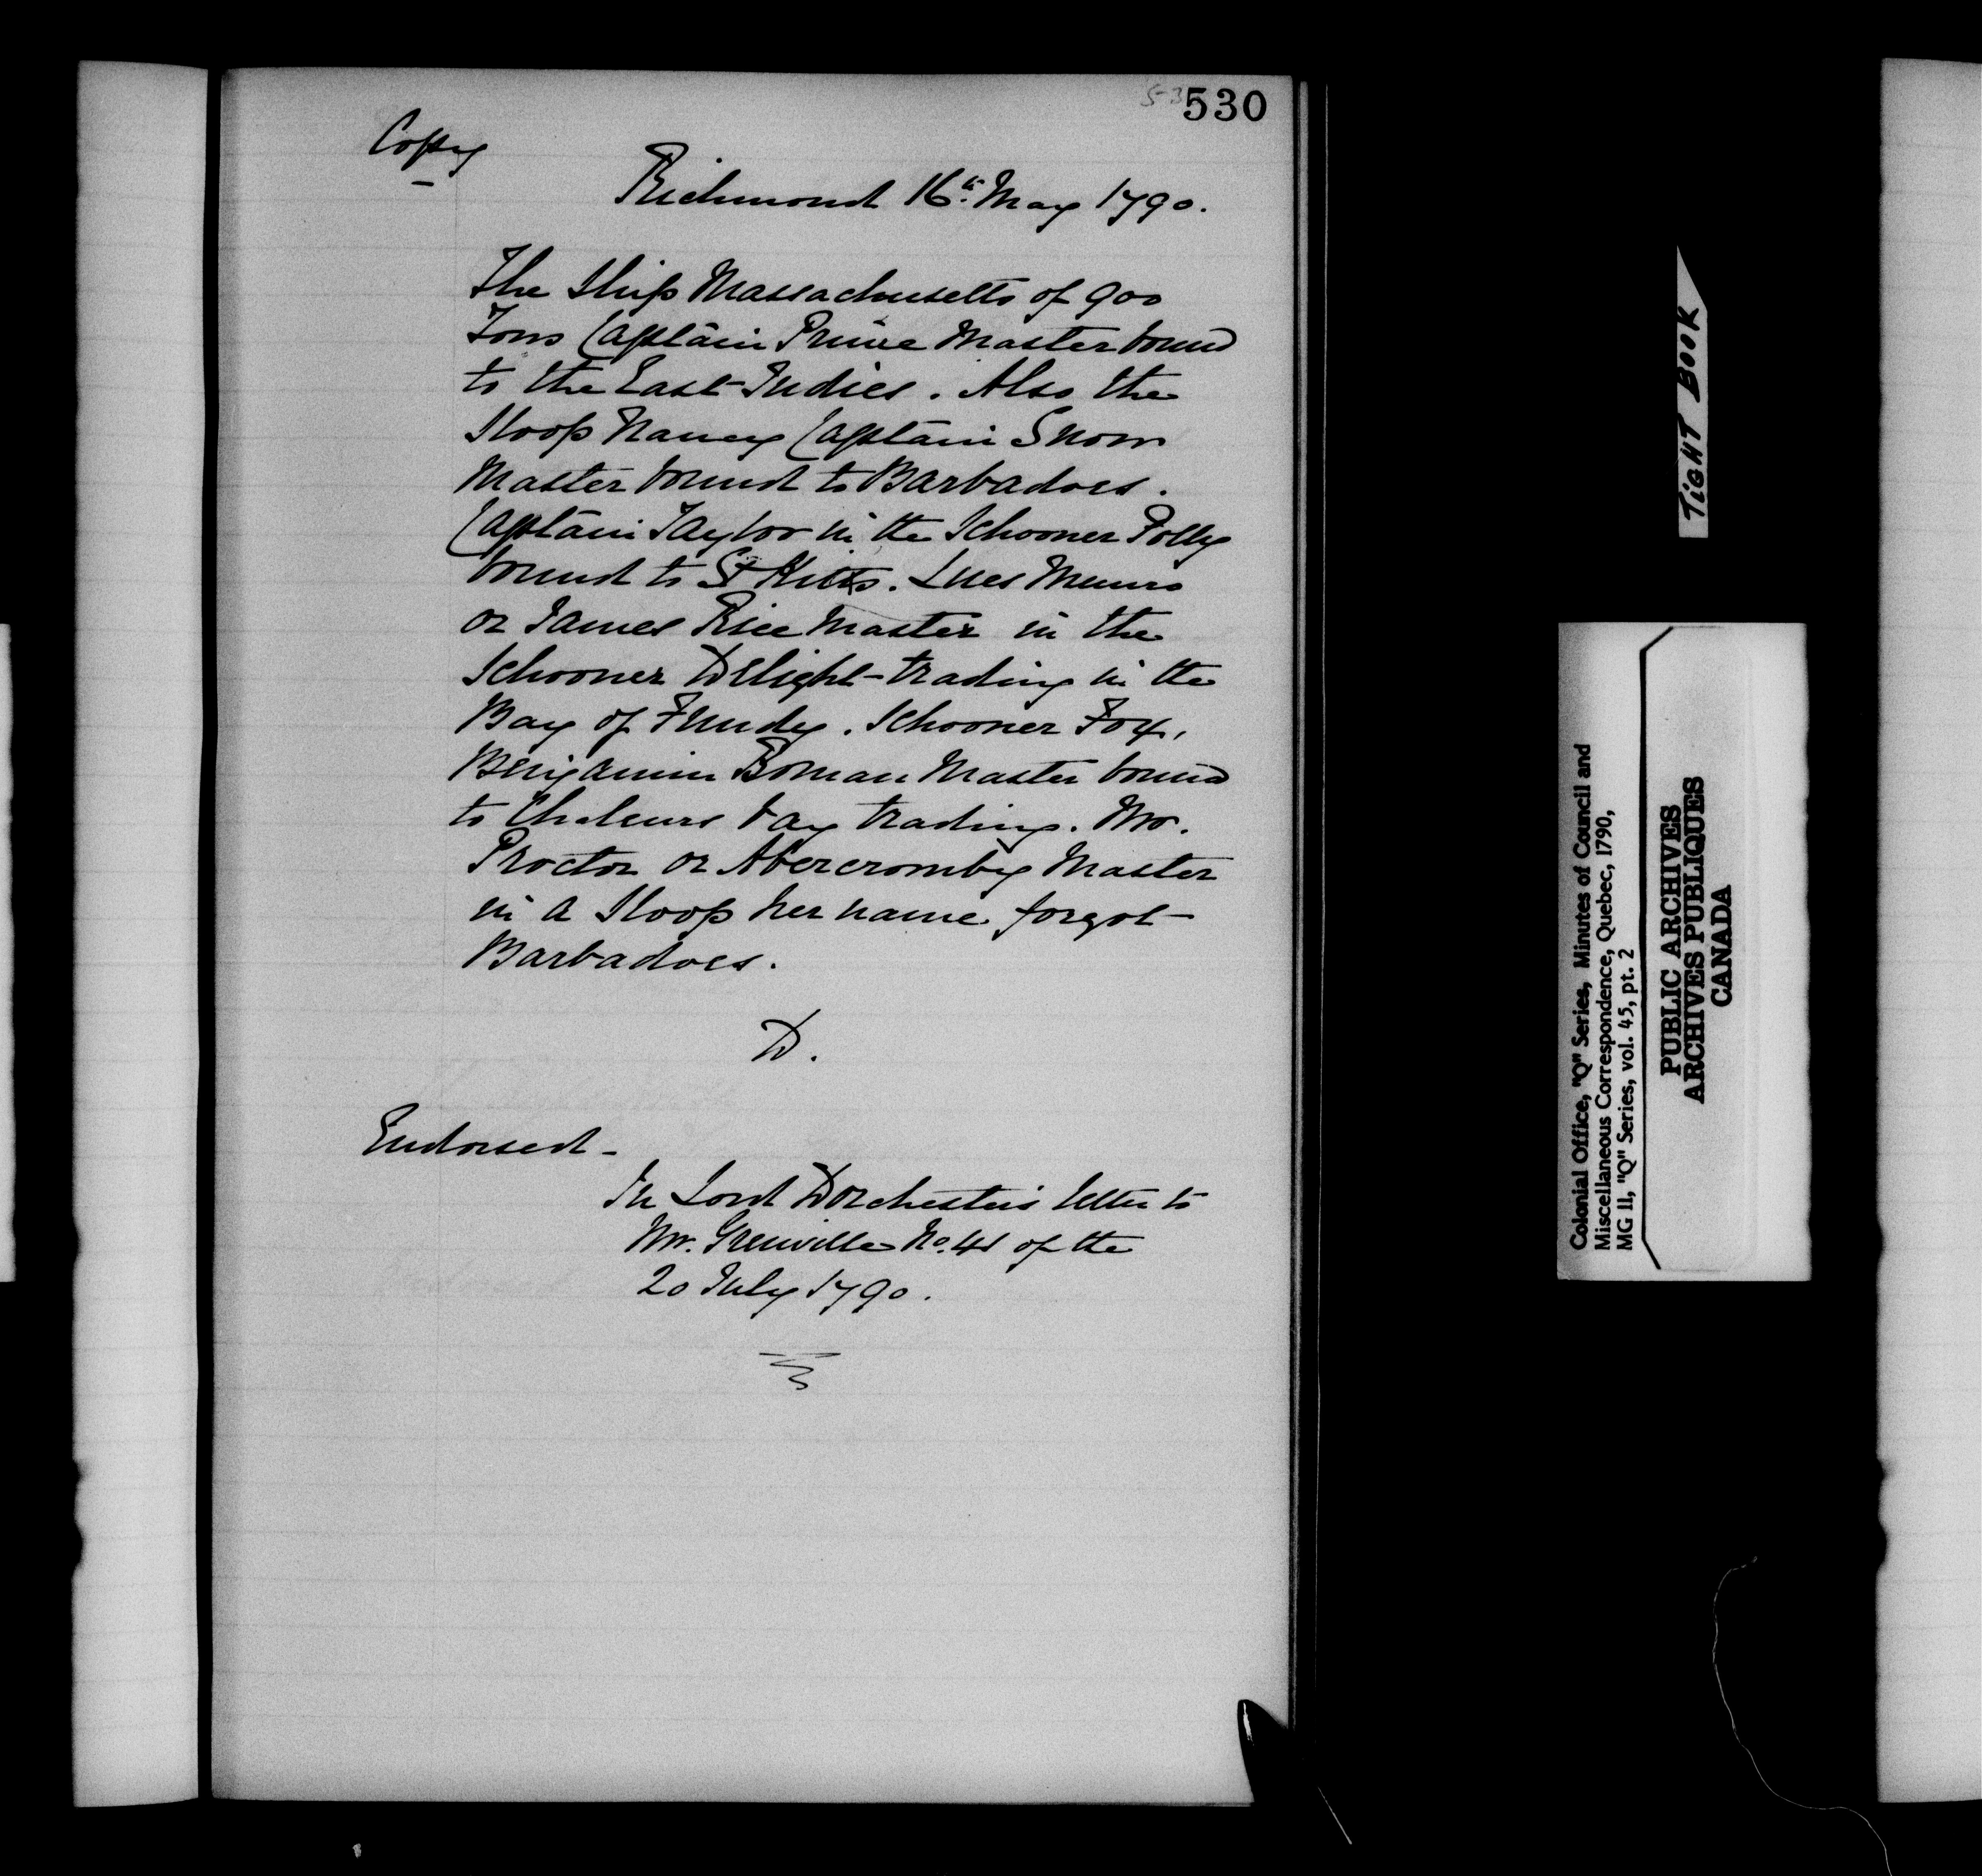 530
Copy
Richmond 16th. May 1790.
The Ship Massachusetts of 900
Tons Captain Prince Master bound
to the East-Indies. Also the
Sloop Nancy Captain Snow
Master bound to Barbadoes.
Captain Taylor in the Schooner Polly
bound to St Kitts. Lues Munro
or James Rice Master in the
Schooner Delight-trading in the
Bay of Fundy. Schooner Fox,
Benjamin Boman Master bound
to Chaleurs bay trading. Mr.
Proctor or Abercromby Master
in a Sloop her name forgot-
Barbadoes.
D.
Endorsed-
In Lord Dorchester's letter to
Mr. Grenville No. 41 of the
20 July 1790.
TIGHT BOOK
Colonial Office, "Q" Series, Minutes of Council and
Miscellaneous Correspondence, Quebec, 1790,
MG 11, "Q" Series, vol. 45, pt. 2
PUBLIC ARCHIVES
ARCHIVES PUBLIQUES
CANADA